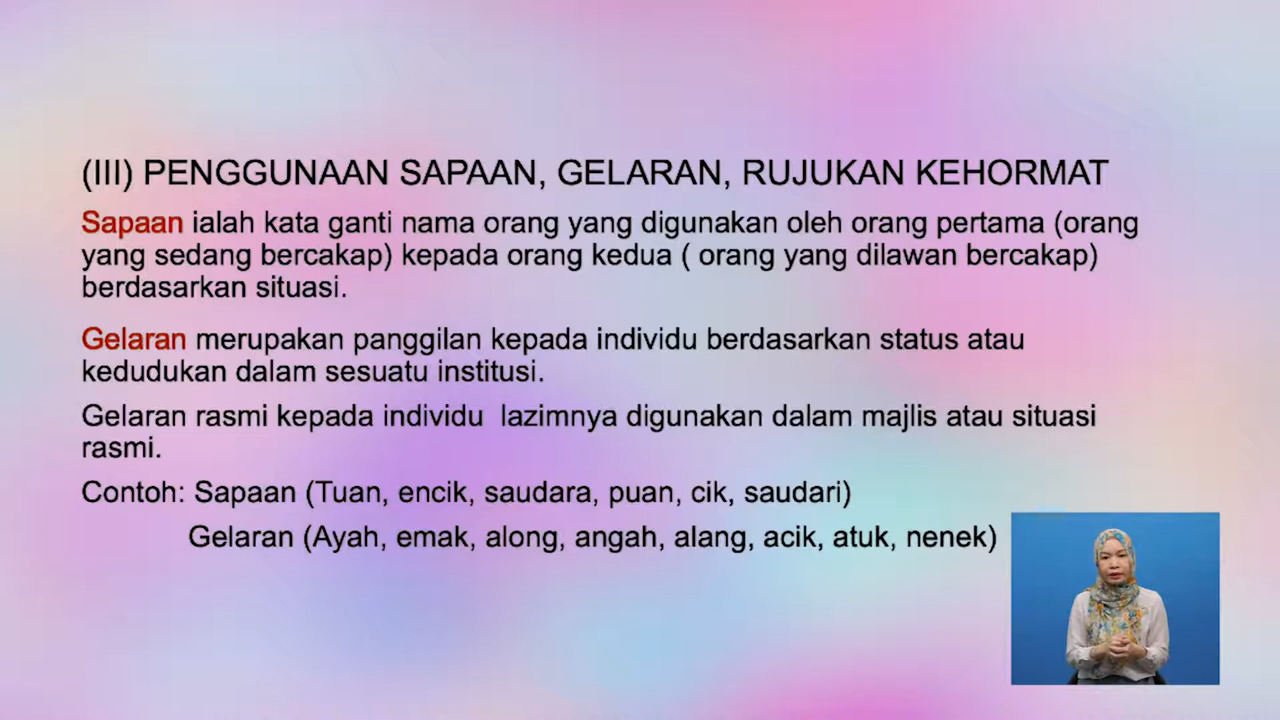 (III) PENGGUNAAN SAPAAN, GELARAN, RUJUKAN KEHORMAT
Sapaan ialah kata ganti nama orang yang digunakan oleh orang pertama (orang
yang sedang bercakap) kepada orang kedua ( orang yang dilawan bercakap)
berdasarkan situasi.
Gelaran merupakan panggilan kepada individu berdasarkan status atau
kedudukan dalam sesuatu institusi.
Gelaran rasmi kepada individu  lazimnya digunakan dalam majlis atau situasi
rasmi.
Contoh: Sapaan (Tuan, encik, saudara, puan, cik, saudari)
Gelaran (Ayah, emak, along, angah, alang, acik, atuk, nenek)